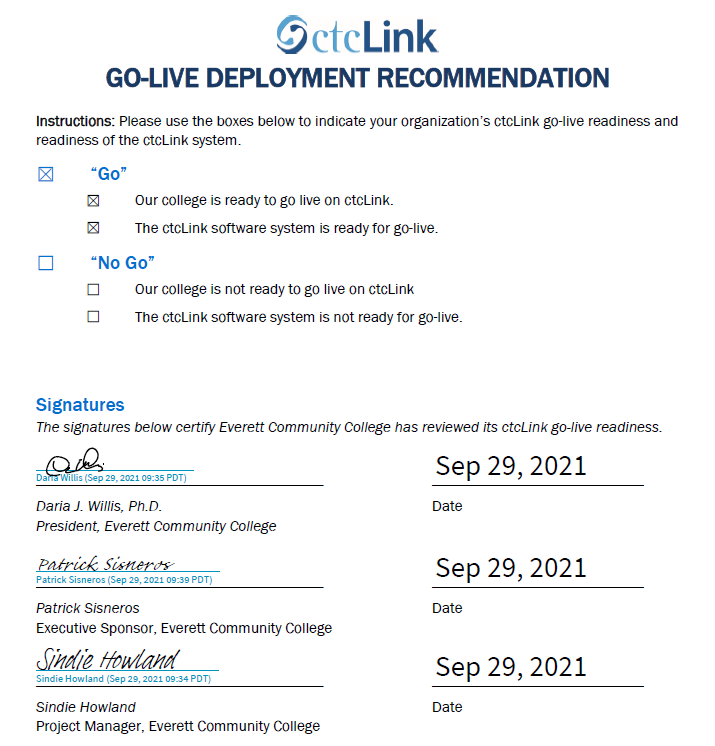 ctcLink
GO-LIVE DEPLOYMENT RECOMMENDATION
Instructions: Please use the boxes below to indicate your organization's ctcLink go-live readiness and
readiness of the ctcLink system.
☒ “Go”
☒ Our college is ready to go live on ctcLink.
☒ The ctcLink software system is ready for go-live.
☐ “No Go”
☐ Our college is not ready to go live on ctcLink
☐ The ctcLink software system is not ready for go-live.
Signatures
The signatures below certify Everett Community College has reviewed its ctcLink go-live readiness.
Sep 29, 2021
Daria Willis (Sep 29, 2021 09:35 PDT)
Daria J. Willis, Ph.D. Date
President, Everett Community College
Patrick Sisneros Sep 29, 2021
Patrick Sisneros (Sep 29, 2021 09:39 PDT)
Patrick Sisneros Date
Executive Sponsor, Everett Community College
Sindie Howland Sep 29, 2021
Sindie Howland (Sep 29, 2021 09:34 PDT)
Sindie Howland Date
Project Manager, Everett Community College